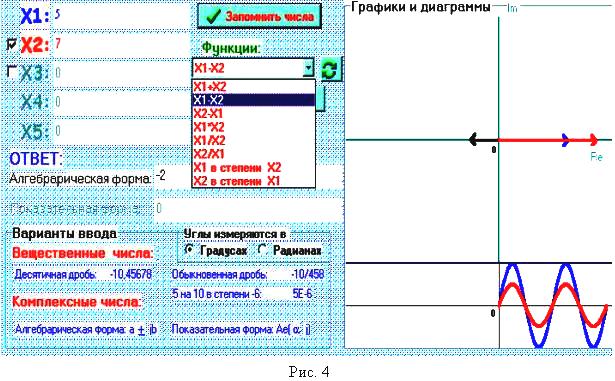 X1: 5
Запомнить числа
X2: 7
Функции:
X3: 0
X1-X2
X4: 0
X5: 0
X1+X2
X1-X2
X2-X1
X1*X2
X1/X2
X2/X1
X1 в степени X2
X2 в степени X1
ОТВЕТ:
Алгебрарическая форма: -2
Показательная форма: 0
Варианты ввода
Вещественные числа:
Десятичная дробь: -10,45678
Комплексные числа:
Алгебрарическая форма: a + jb
Углы измеряются в
Градусах
Радианах
Обыкновенная дробь: -10/458
5 на 10 в степени -6: 5E-6
Показательная форма: Ae( α j)
Графики и диаграммы
Im
0
Re
0
Рис. 4